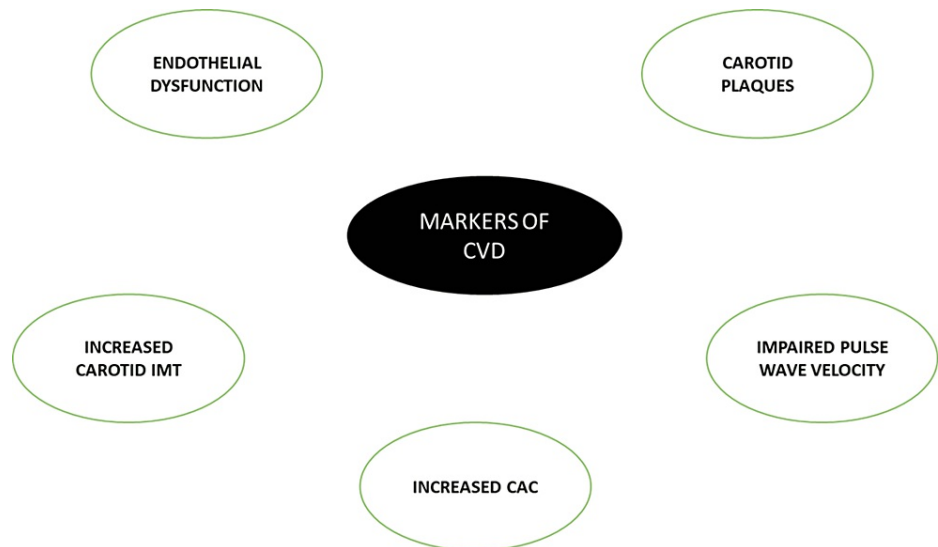 ENDOTHELIAL
DYSFUNCTION
CAROTID
PLAQUES
MARKERS OF
CVD
INCREASED
CAROTID IMT
IMPAIRED PULSE
WAVE VELOCITY
INCREASED CAC